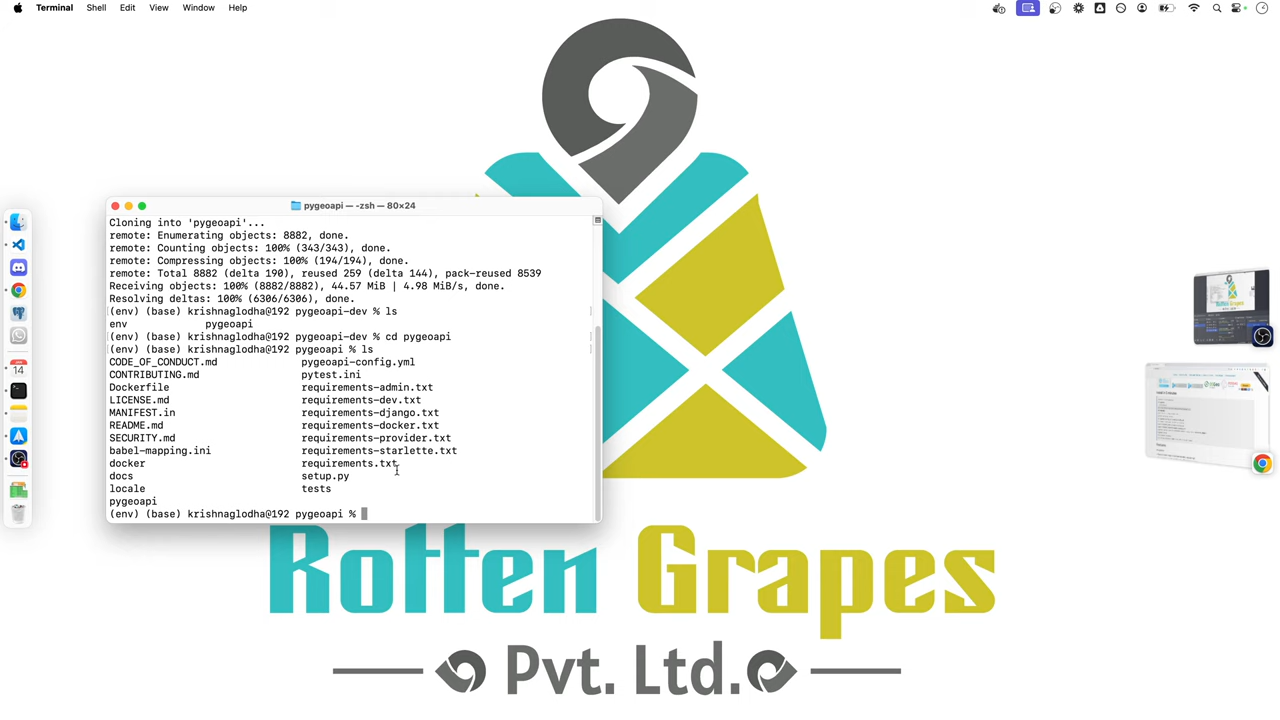 Terminal Shell Edit View Window Help
pygeoapi — -zsh — 80×24
Cloning into 'pygeoapi'...
remote: Enumerating objects: 8882, done.
remote: Counting objects: 100% (343/343), done.
remote: Compressing objects: 100% (194/194), done.
remote: Total 8882 (delta 190), reused 259 (delta 144), pack-reused 8539
Receiving objects: 100% (8882/8882), 44.57 MiB | 4.98 MiB/s, done.
Resolving deltas: 100% (6306/6306), done.
(env) (base) krishnaglodha@192 pygeoapi-dev % ls
env pygeoapi
(env) (base) krishnaglodha@192 pygeoapi-dev % cd pygeoapi
(env) (base) krishnaglodha@192 pygeoapi % ls
CODE_OF_CONDUCT.md pygeoapi-config.yml
CONTRIBUTING.md pytest.ini
Dockerfile requirements-admin.txt
LICENSE.md requirements-dev.txt
MANIFEST.in requirements-django.txt
README.md requirements-docker.txt
SECURITY.md requirements-provider.txt
babel-mapping.ini requirements-starlette.txt
docker requirements.txt
docs setup.py
locale tests
pygeoapi
(env) (base) krishnaglodha@192 pygeoapi %
14
Rotten Grapes
Pvt. Ltd.